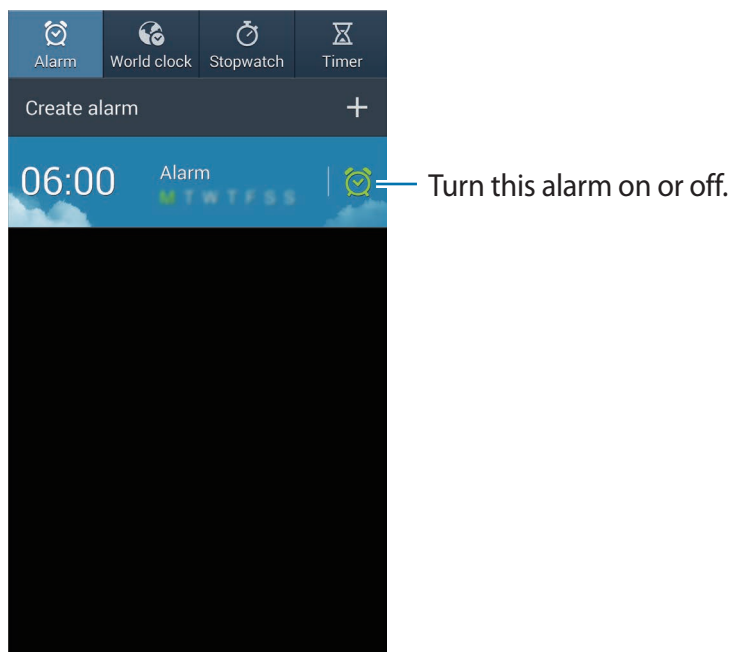 Alarm World clock Stopwatch Timer
Create alarm +
06:00 Alarm
M T W T F S S
Turn this alarm on or off.